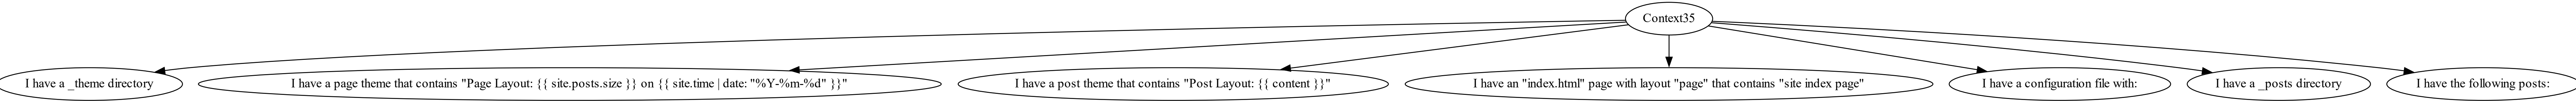 Context35
I have a _theme directory
I have a page theme that contains "Page Layout: {{ site.posts.size }} on {{ site.time | date: "%Y-%m-%d" }}"
I have a post theme that contains "Post Layout: {{ content }}"
I have an "index.html" page with layout "page" that contains "site index page"
I have a configuration file with:
I have a _posts directory
I have the following posts: